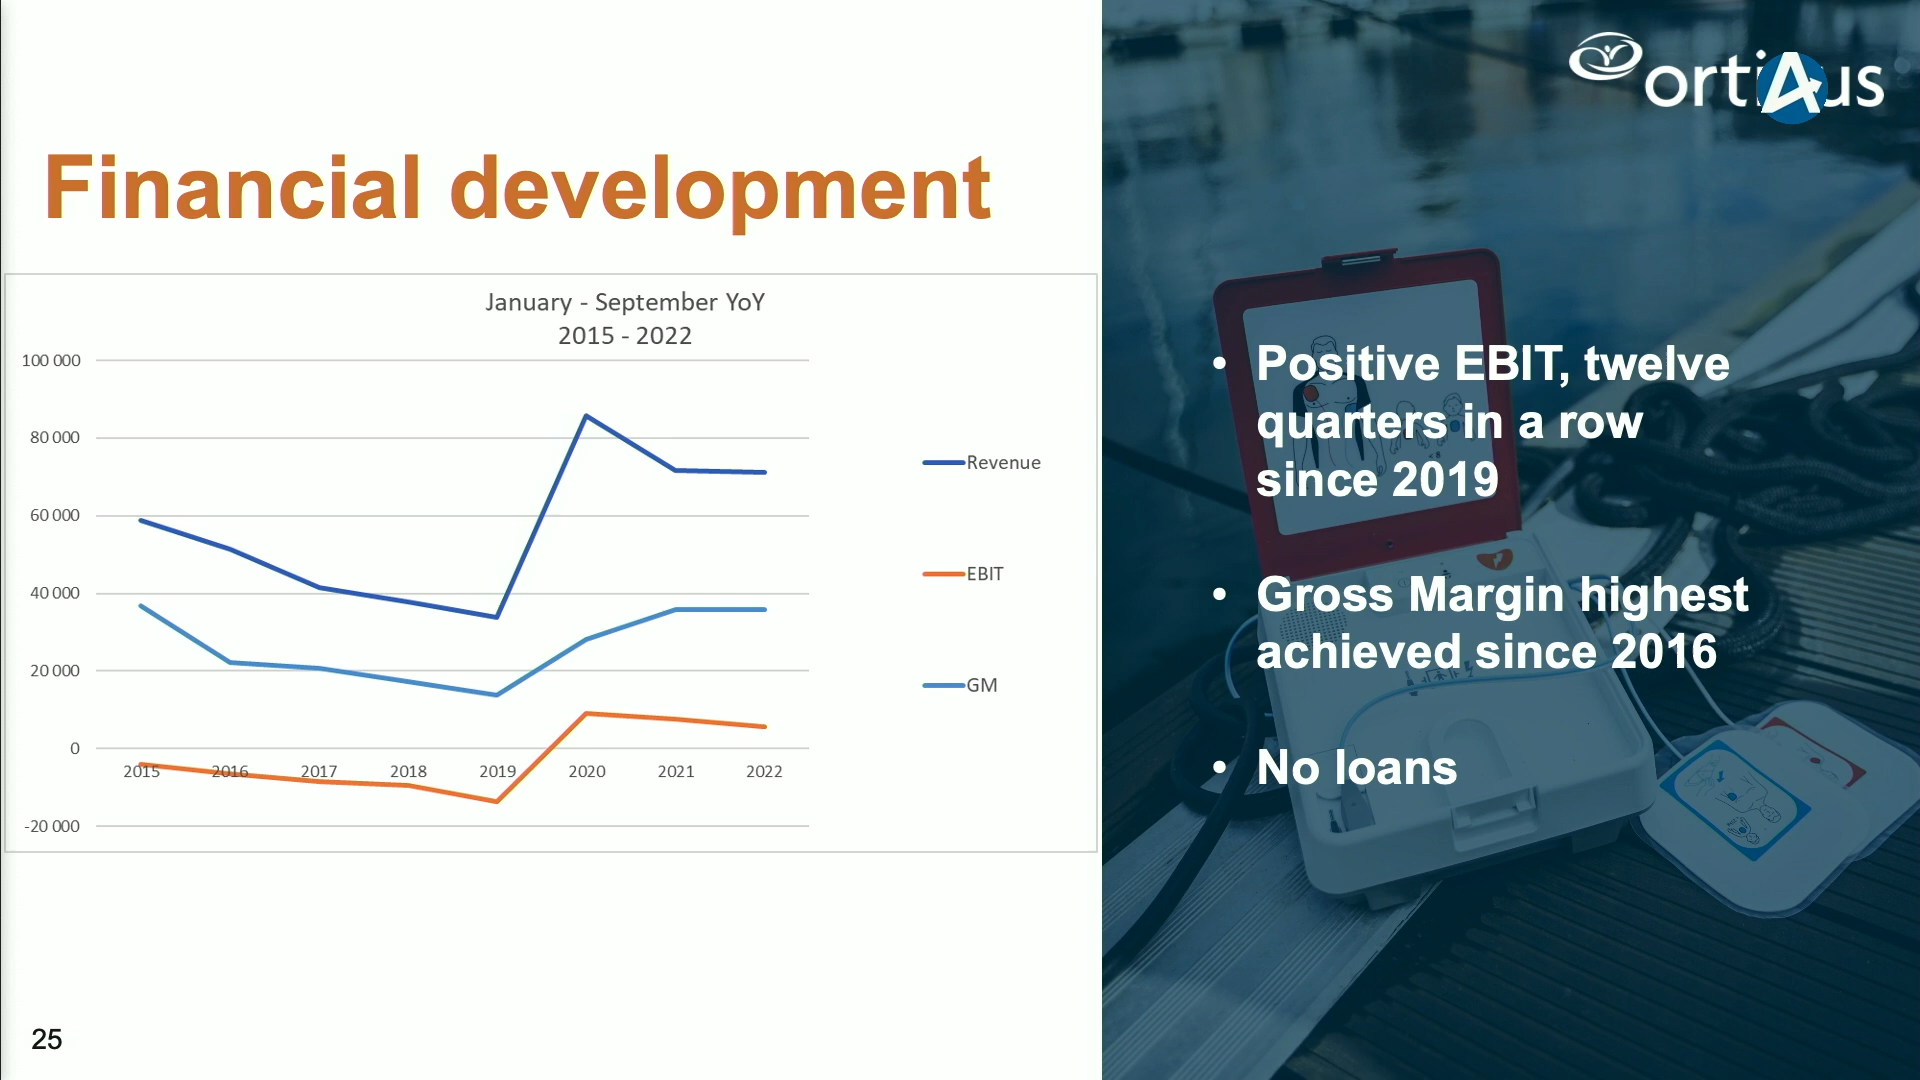 Financial development
January - September YoY
2015 - 2022
100 000
80 000
60 000
40 000
20 000
0
-20 000
2015 2016 2017 2018 2019 2020 2021 2022
Revenue
EBIT
GM
25
• Positive EBIT, twelve
quarters in a row
since 2019
• Gross Margin highest
achieved since 2016
• No loans